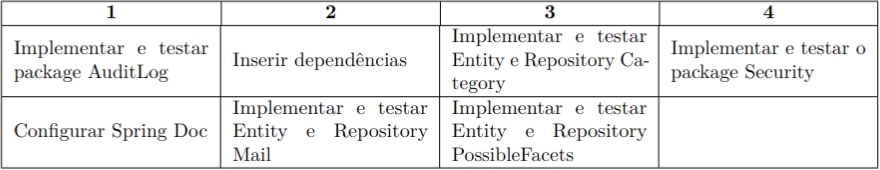 1 2 3 4
Implementar e testar
package AuditLog
Inserir dependências
Implementar e testar
Entity e Repository Ca-
tegory
Implementar e testar o
package Security
Configurar Spring Doc
Implementar e testar
Entity e Repository
Mail
Implementar e testar
Entity e Repository
PossibleFacets